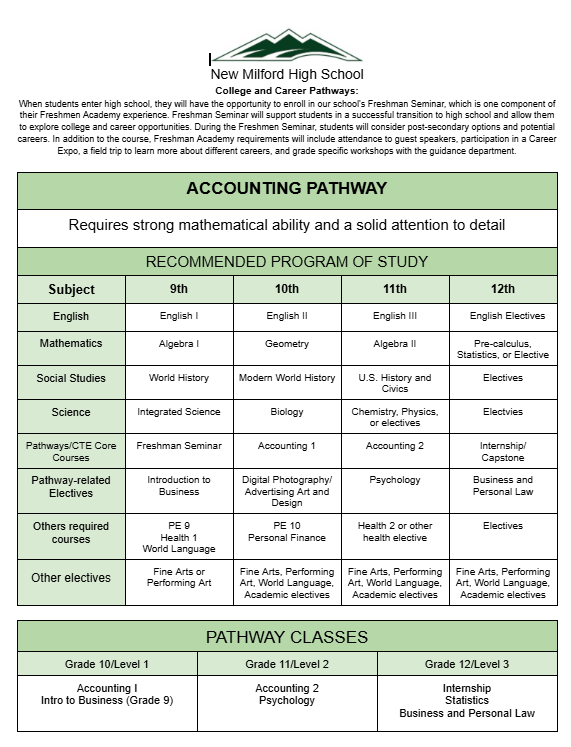 New Milford High School
College and Career Pathways:
When students enter high school, they will have the opportunity to enroll in our school's Freshman Seminar, which is one component of
their Freshmen Academy experience. Freshman Seminar will support students in a successful transition to high school and allow them
to explore college and career opportunities. During the Freshmen Seminar, students will consider post-secondary options and potential
careers. In addition to the course, Freshman Academy requirements will include attendance to guest speakers, participation in a Career
Expo, a field trip to learn more about different careers, and grade specific workshops with the guidance department.
ACCOUNTING PATHWAY
Requires strong mathematical ability and a solid attention to detail
RECOMMENDED PROGRAM OF STUDY
Subject 9th 10th 11th 12th
English English I English II English III English Electives
Mathematics Algebra I Geometry Algebra II Pre-calculus,
Statistics, or Elective
Social Studies World History Modern World History U.S. History and Electives
Civics
Science Integrated Science Biology Chemistry, Physics, Electvies
or electives
Pathways/CTE Core Freshman Seminar Accounting 1 Accounting 2 Internship/
Courses Capstone
Pathway-related Introduction to Digital Photography/ Psychology Business and
Electives Business Advertising Art and Personal Law
Design
Others required PE 9 PE 10 Health 2 or other Electives
courses Health 1 Personal Finance health elective
World Language
Other electives Fine Arts or Fine Arts, Performing Fine Arts, Performing Fine Arts, Performing
Performing Art Art, World Language, Art, World Language, Art, World Language,
Academic electives Academic electives Academic electives
PATHWAY CLASSES
Grade 10/Level 1 Grade 11/Level 2 Grade 12/Level 3
Accounting I Accounting 2 Internship
Intro to Business (Grade 9) Psychology Statistics
Business and Personal Law